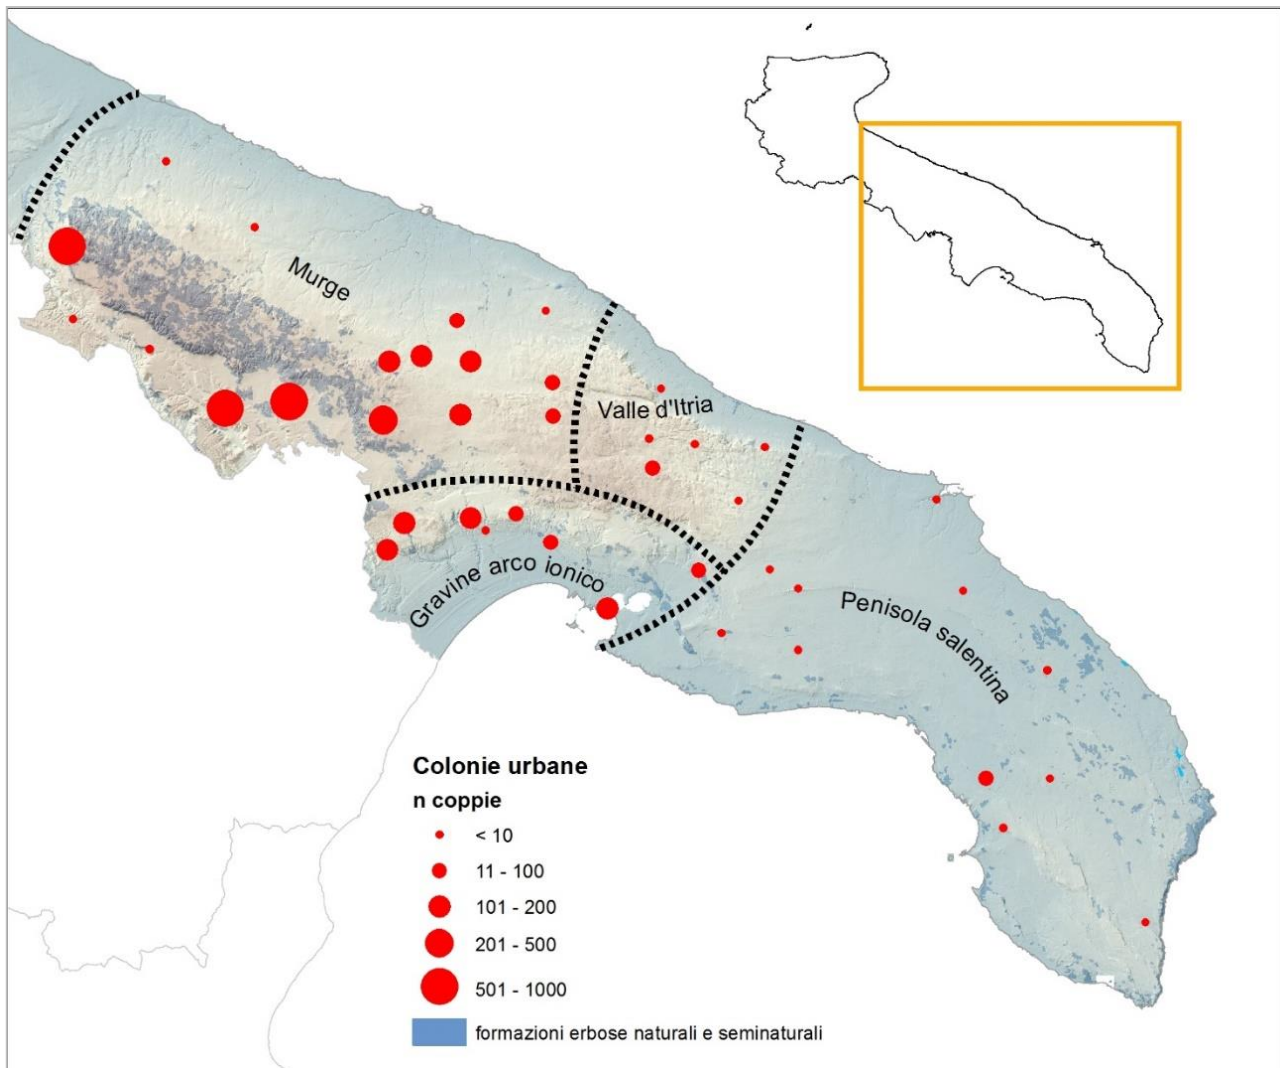 Murge
Valle d'Itria
Gravine arco ionico
Penisola salentina
Colonie urbane
n coppie
< 10
11 - 100
101 - 200
201 - 500
501 - 1000
formazioni erbose naturali e seminaturali